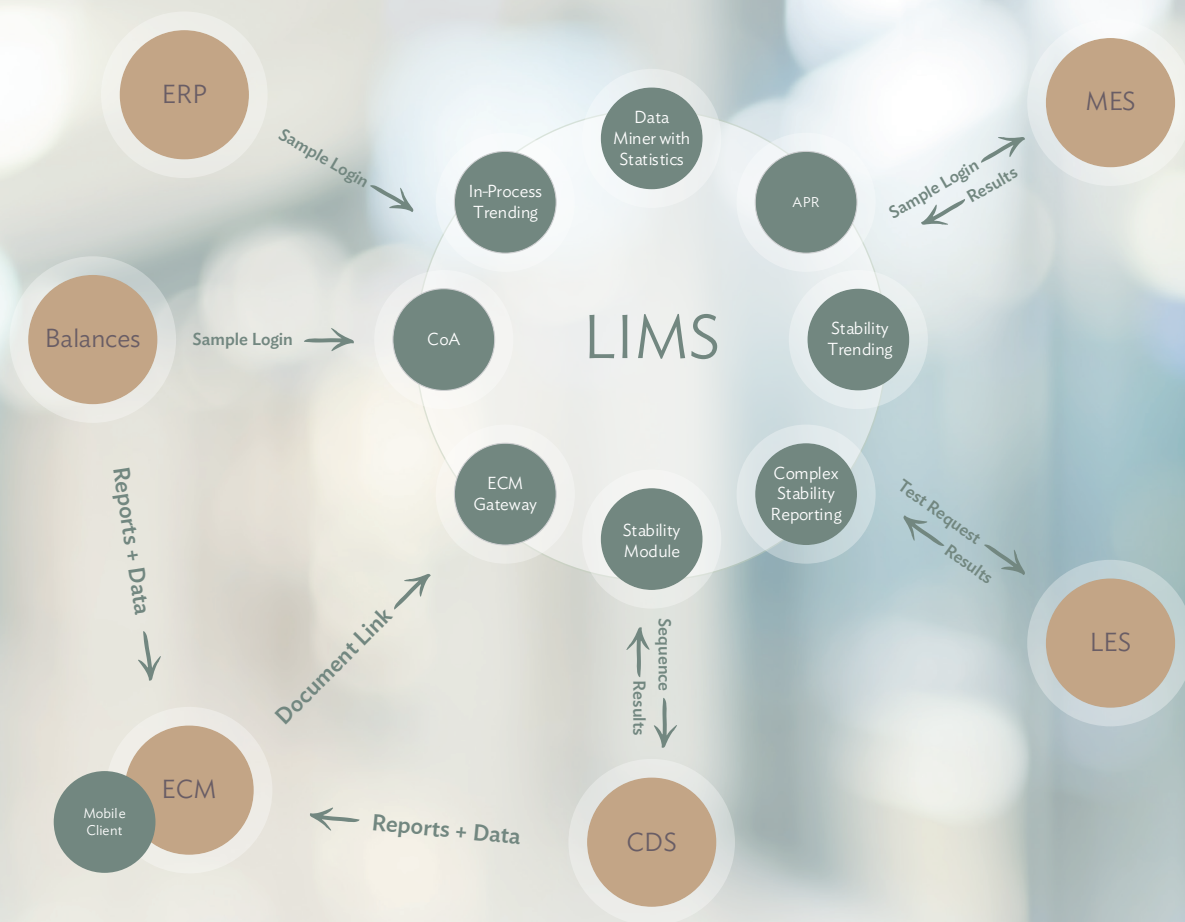 ERP
MES
Data
Miner with
Statistics
Sample Login
In-Process
Trending
APR
Sample Login
Results
Balances
Sample Login
CoA
LIMS
Stability
Trending
ECM
Gateway
Stability
Module
Complex
Stability
Reporting
Test Request
Results
Reports + Data
Document Link
Sequence
Results
LES
ECM
Mobile
Client
Reports + Data
CDS